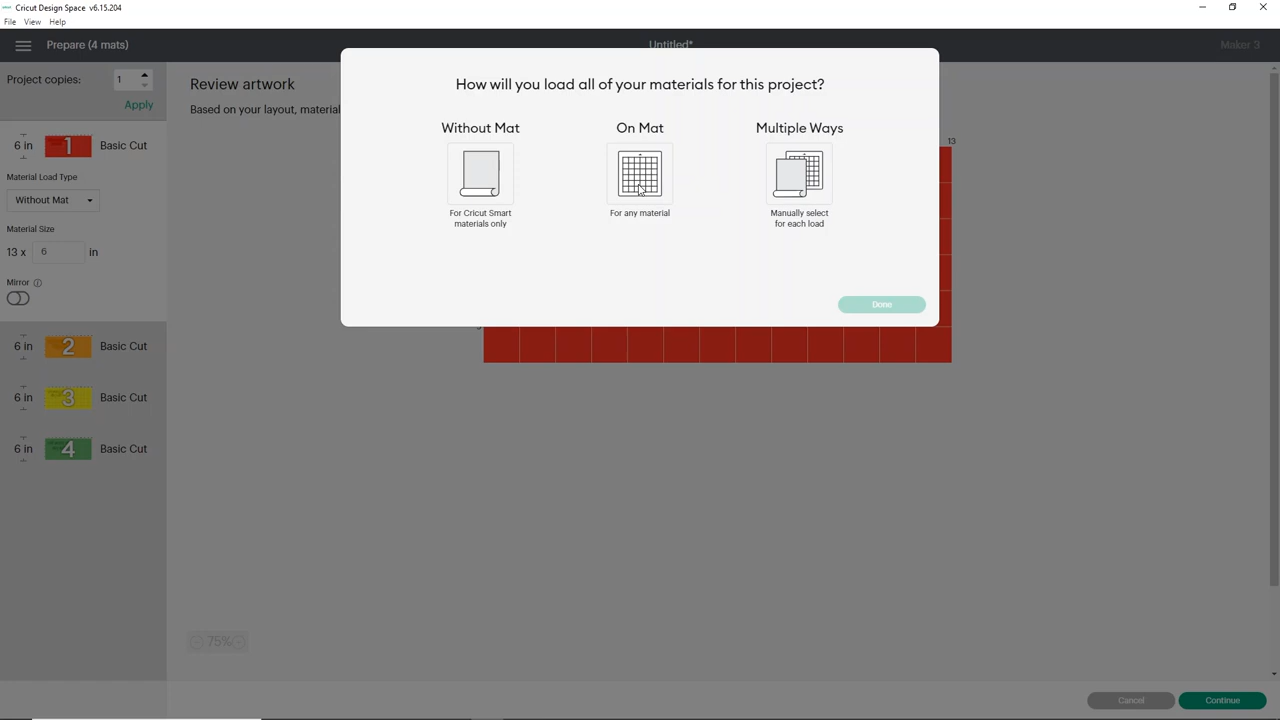 Cricut Design Space v6.15.204
File View Help
Prepare (4 mats)
Untitled*
Maker 3
Project copies: 1
Apply
6 in 1 Basic Cut
Material Load Type
Without Mat
Material Size
13 x 6 in
Mirror
6 in 2 Basic Cut
6 in 3 Basic Cut
6 in 4 Basic Cut
Review artwork
Based on your layout, material
13
How will you load all of your materials for this project?
Without Mat
For Cricut Smart
materials only
On Mat
For any material
Multiple Ways
Manually select
for each load
Done
75%
Cancel
Continue